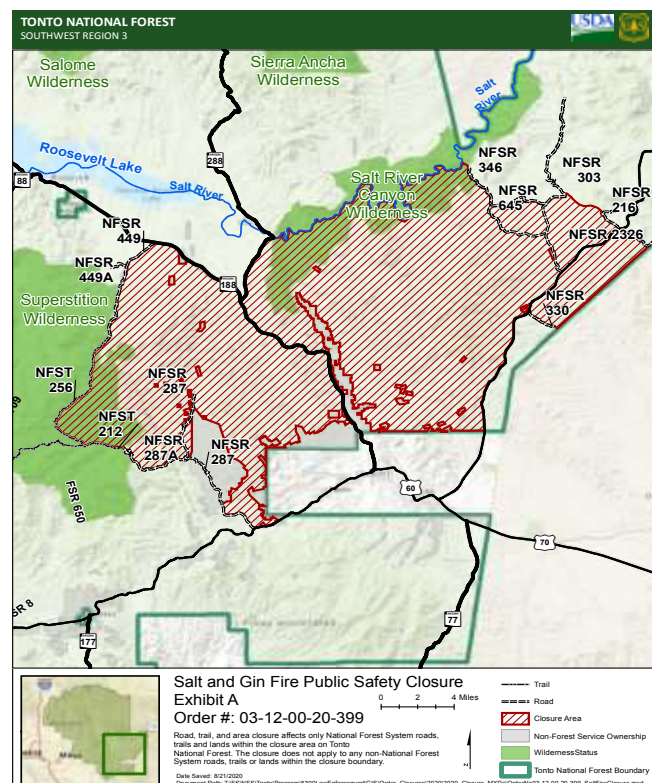 TONTO NATIONAL FOREST
SOUTHWEST REGION 3
USDA
Salome
Wilderness
Sierra Ancha
Wilderness
Salt
River
Roosevelt Lake
288
88
Salt River
Salt River
Canyon
Wilderness
NFSR
346
NFSR
303
NFSR
645
NFSR
216
NFSR 2326
NFSR
449
NFSR
449A
188
Superstition
Wilderness
NFSR
330
NFST
256
NFSR
287
NFST
212
NFSR
287A
NFSR
287
FSR 650
60
70
SR 8
177
77
Salt and Gin Fire Public Safety Closure
Exhibit A
Order #: 03-12-00-20-399
0 2 4 Miles
Road, trail, and area closure affects only National Forest System roads,
trails and lands within the closure area on Tonto
National Forest. The closure does not apply to any non-National Forest
System roads, trails or lands within the closure boundary.
Date Saved: 8/21/2020
Trail
Road
Closure Area
Non-Forest Service Ownership
WildernessStatus
Tonto National Forest Boundary